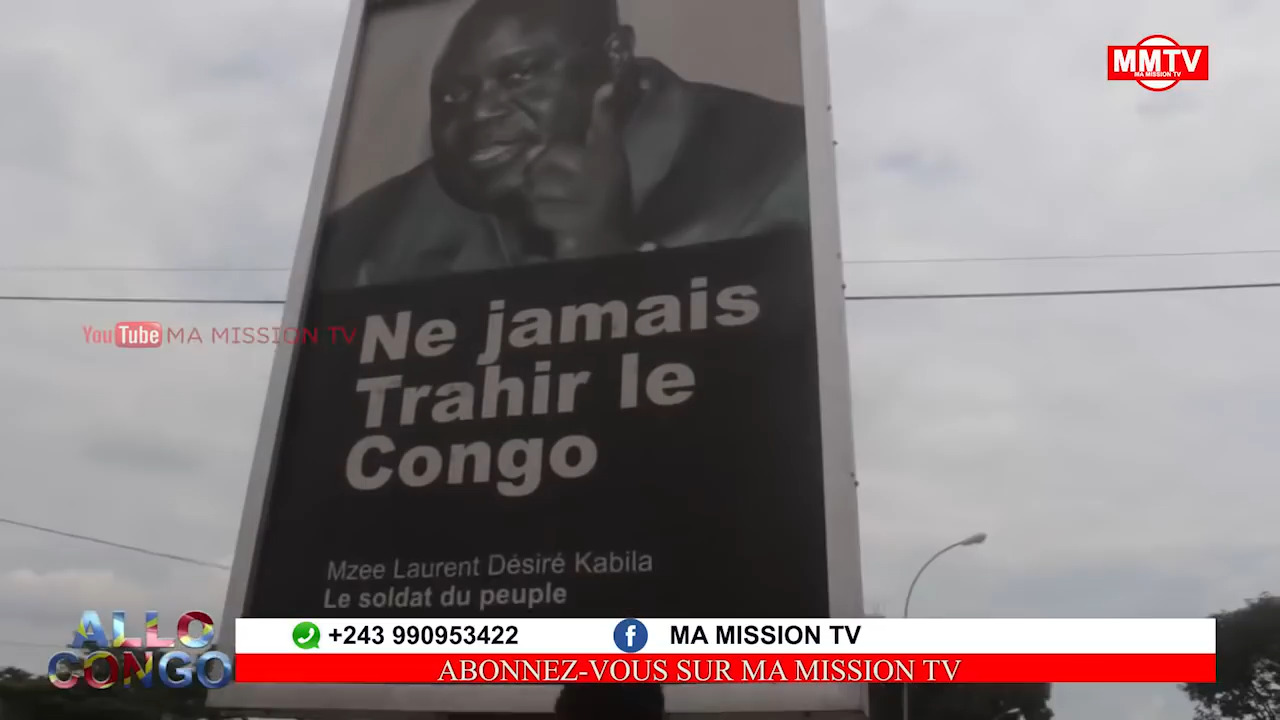 MMTV
MA MISSION TV
Ne jamais
Trahir le
Congo
YouTube MA MISSION TV
Mzee Laurent Désiré Kabila
Le soldat du peuple
ALLO
CONGO
+243 990953422
MA MISSION TV
ABONNEZ-VOUS SUR MA MISSION TV